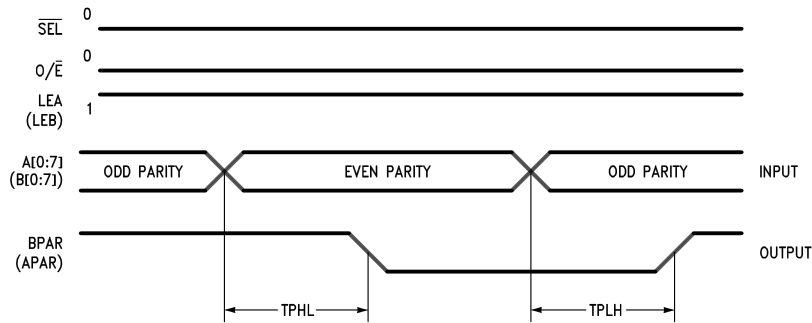 S̅E̅L̅ 0
O/E̅ 0
LEA
(LEB) 1
A[0:7]
(B[0:7]) ODD PARITY EVEN PARITY ODD PARITY INPUT
BPAR
(APAR) OUTPUT
TPHL TPLH